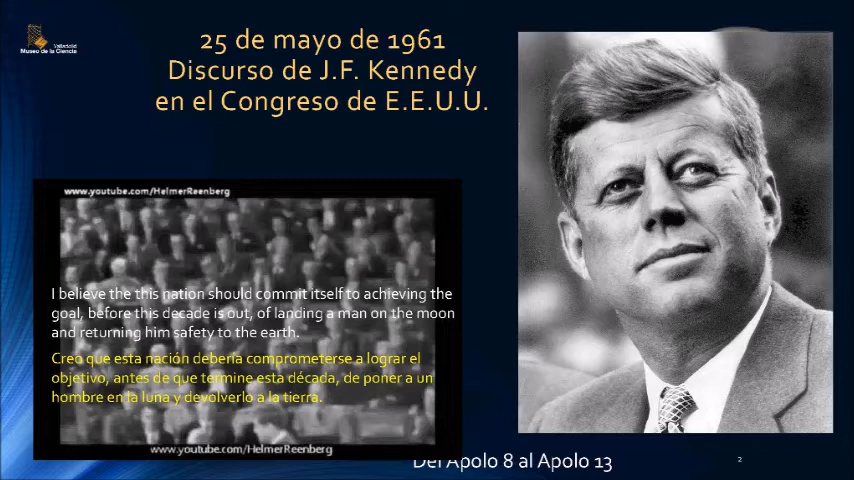 Valladolid
Museo de la Ciencia
25 de mayo de 1961
Discurso de J.F. Kennedy
en el Congreso de E.E.U.U.
www.youtube.com/HelmerReenberg
I believe the this nation should commit itself to achieving the
goal, before this decade is out, of landing a man on the moon
and returning him safety to the earth.
Creo que esta nación debería comprometerse a lograr el
objetivo, antes de que termine esta década, de poner a un
hombre en la luna y devolverlo a la tierra.
www.youtube.com/HelmerReenberg
Del Apolo 8 al Apolo 13
2